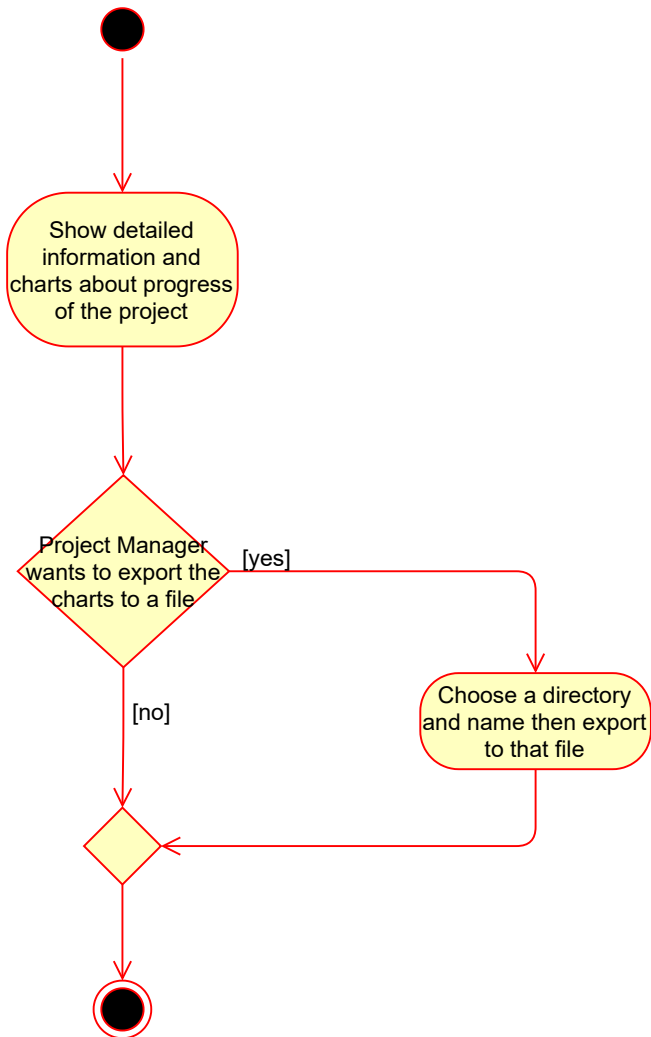 Show detailed
information and
charts about progress
of the project
Project Manager
wants to export the
charts to a file
[yes]
[no]
Choose a directory
and name then export
to that file